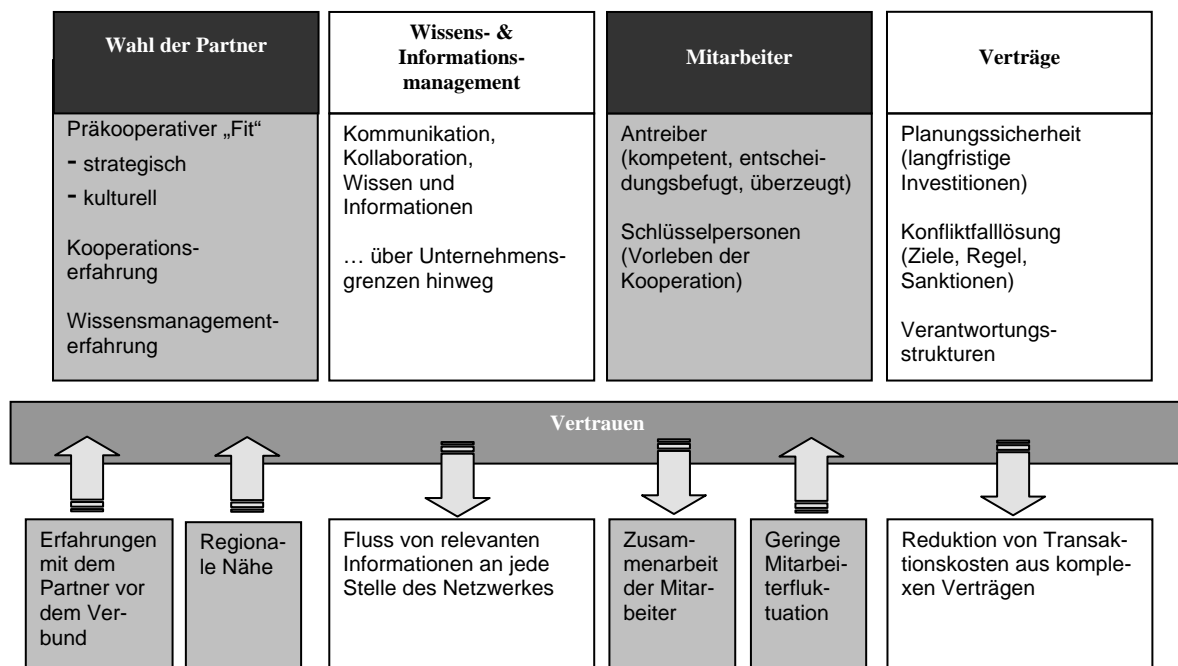 Wahl der Partner
Präkooperativer „Fit“
- strategisch
- kulturell
Kooperations-
erfahrung
Wissensmanagement-
erfahrung
Wissens- &
Informations-
management
Kommunikation,
Kollaboration,
Wissen und
Informationen
… über Unternehmens-
grenzen hinweg
Mitarbeiter
Antreiber
(kompetent, entschei-
dungsbefugt, überzeugt)
Schlüsselpersonen
(Vorleben der
Kooperation)
Verträge
Planungssicherheit
(langfristige
Investitionen)
Konfliktfalllösung
(Ziele, Regel,
Sanktionen)
Verantwortungs-
strukturen
Vertrauen
Erfahrungen
mit dem
Partner vor
dem Ver-
bund
Regiona-
le Nähe
Fluss von relevanten
Informationen an jede
Stelle des Netzwerkes
Zusam-
menarbeit
der Mitar-
beiter
Geringe
Mitarbei-
terfluk-
tuation
Reduktion von Transak-
tionskosten aus komple-
xen Verträgen